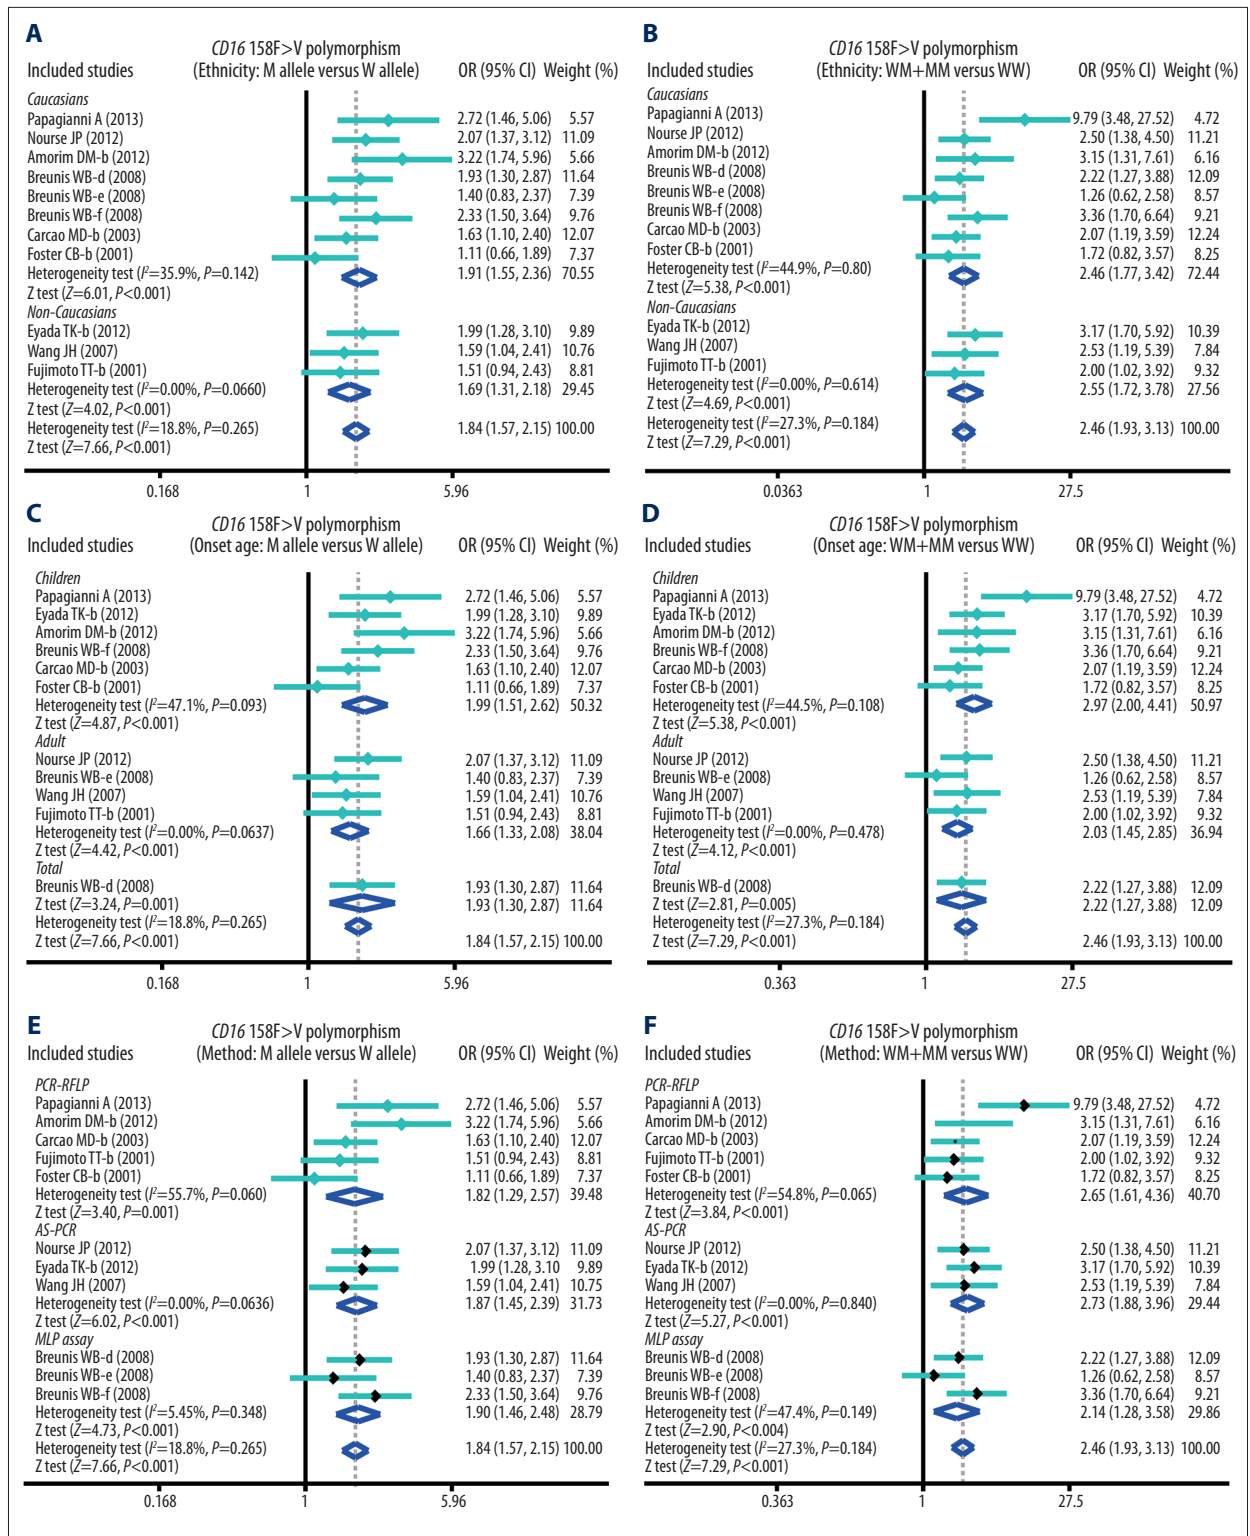 A
CD16 158F>V polymorphism
Included studies (Ethnicity: M allele versus W allele) OR (95% CI) Weight (%)
Caucasians
Papagianni A (2013) 2.72 (1.46, 5.06) 5.57
Nourse JP (2012) 2.07 (1.37, 3.12) 11.09
Amorim DM-b (2012) 3.22 (1.74, 5.96) 5.66
Breunis WB-d (2008) 1.93 (1.30, 2.87) 11.64
Breunis WB-e (2008) 1.40 (0.83, 2.37) 7.39
Breunis WB-f (2008) 2.33 (1.50, 3.64) 9.76
Carcao MD-b (2003) 1.63 (1.10, 2.40) 12.07
Foster CB-b (2001) 1.11 (0.66, 1.89) 7.37
Heterogeneity test (I²=35.9%, P=0.142) 1.91 (1.55, 2.36) 70.55
Z test (Z=6.01, P<0.001)
Non-Caucasians
Eyada TK-b (2012) 1.99 (1.28, 3.10) 9.89
Wang JH (2007) 1.59 (1.04, 2.41) 10.76
Fujimoto TT-b (2001) 1.51 (0.94, 2.43) 8.81
Heterogeneity test (I²=0.00%, P=0.0660) 1.69 (1.31, 2.18) 29.45
Z test (Z=4.02, P<0.001)
Heterogeneity test (I²=18.8%, P=0.265) 1.84 (1.57, 2.15) 100.00
Z test (Z=7.66, P<0.001)
0.168 1 5.96
B
CD16 158F>V polymorphism
Included studies (Ethnicity: WM+MM versus WW) OR (95% CI) Weight (%)
Caucasians
Papagianni A (2013) 9.79 (3.48, 27.52) 4.72
Nourse JP (2012) 2.50 (1.38, 4.50) 11.21
Amorim DM-b (2012) 3.15 (1.31, 7.61) 6.16
Breunis WB-d (2008) 2.22 (1.27, 3.88) 12.09
Breunis WB-e (2008) 1.26 (0.62, 2.58) 8.57
Breunis WB-f (2008) 3.36 (1.70, 6.64) 9.21
Carcao MD-b (2003) 2.07 (1.19, 3.59) 12.24
Foster CB-b (2001) 1.72 (0.82, 3.57) 8.25
Heterogeneity test (I²=44.9%, P=0.80) 2.46 (1.77, 3.42) 72.44
Z test (Z=5.38, P<0.001)
Non-Caucasians
Eyada TK-b (2012) 3.17 (1.70, 5.92) 10.39
Wang JH (2007) 2.53 (1.19, 5.39) 7.84
Fujimoto TT-b (2001) 2.00 (1.02, 3.92) 9.32
Heterogeneity test (I²=0.00%, P=0.614) 2.55 (1.72, 3.78) 27.56
Z test (Z=4.69, P<0.001)
Heterogeneity test (I²=27.3%, P=0.184) 2.46 (1.93, 3.13) 100.00
Z test (Z=7.29, P<0.001)
0.0363 1 27.5
C
CD16 158F>V polymorphism
Included studies (Onset age: M allele versus W allele) OR (95% CI) Weight (%)
Children
Papagianni A (2013) 2.72 (1.46, 5.06) 5.57
Eyada TK-b (2012) 1.99 (1.28, 3.10) 9.89
Amorim DM-b (2012) 3.22 (1.74, 5.96) 5.66
Breunis WB-f (2008) 2.33 (1.50, 3.64) 9.76
Carcao MD-b (2003) 1.63 (1.10, 2.40) 12.07
Foster CB-b (2001) 1.11 (0.66, 1.89) 7.37
Heterogeneity test (I²=47.1%, P=0.093) 1.99 (1.51, 2.62) 50.32
Z test (Z=4.87, P<0.001)
Adult
Nourse JP (2012) 2.07 (1.37, 3.12) 11.09
Breunis WB-e (2008) 1.40 (0.83, 2.37) 7.39
Wang JH (2007) 1.59 (1.04, 2.41) 10.76
Fujimoto TT-b (2001) 1.51 (0.94, 2.43) 8.81
Heterogeneity test (I²=0.00%, P=0.0637) 1.66 (1.33, 2.08) 38.04
Z test (Z=4.42, P<0.001)
Total
Breunis WB-d (2008) 1.93 (1.30, 2.87) 11.64
Z test (Z=3.24, P=0.001) 1.93 (1.30, 2.87) 11.64
Heterogeneity test (I²=18.8%, P=0.265)
Z test (Z=7.66, P<0.001) 1.84 (1.57, 2.15) 100.00
0.168 1 5.96
D
CD16 158F>V polymorphism
Included studies (Onset age: WM+MM versus WW) OR (95% CI) Weight (%)
Children
Papagianni A (2013) 9.79 (3.48, 27.52) 4.72
Eyada TK-b (2012) 3.17 (1.70, 5.92) 10.39
Amorim DM-b (2012) 3.15 (1.31, 7.61) 6.16
Breunis WB-f (2008) 3.36 (1.70, 6.64) 9.21
Carcao MD-b (2003) 2.07 (1.19, 3.59) 12.24
Foster CB-b (2001) 1.72 (0.82, 3.57) 8.25
Heterogeneity test (I²=44.5%, P=0.108) 2.97 (2.00, 4.41) 50.97
Z test (Z=5.38, P<0.001)
Adult
Nourse JP (2012) 2.50 (1.38, 4.50) 11.21
Breunis WB-e (2008) 1.26 (0.62, 2.58) 8.57
Wang JH (2007) 2.53 (1.19, 5.39) 7.84
Fujimoto TT-b (2001) 2.00 (1.02, 3.92) 9.32
Heterogeneity test (I²=0.00%, P=0.478) 2.03 (1.45, 2.85) 36.94
Z test (Z=4.12, P<0.001)
Total
Breunis WB-d (2008) 2.22 (1.27, 3.88) 12.09
Z test (Z=2.81, P=0.005) 2.22 (1.27, 3.88) 12.09
Heterogeneity test (I²=27.3%, P=0.184)
Z test (Z=7.29, P<0.001) 2.46 (1.93, 3.13) 100.00
0.363 1 27.5
E
CD16 158F>V polymorphism
Included studies (Method: M allele versus W allele) OR (95% CI) Weight (%)
PCR-RFLP
Papagianni A (2013) 2.72 (1.46, 5.06) 5.57
Amorim DM-b (2012) 3.22 (1.74, 5.96) 5.66
Carcao MD-b (2003) 1.63 (1.10, 2.40) 12.07
Fujimoto TT-b (2001) 1.51 (0.94, 2.43) 8.81
Foster CB-b (2001) 1.11 (0.66, 1.89) 7.37
Heterogeneity test (I²=55.7%, P=0.060) 1.82 (1.29, 2.57) 39.48
Z test (Z=3.40, P=0.001)
AS-PCR
Nourse JP (2012) 2.07 (1.37, 3.12) 11.09
Eyada TK-b (2012) 1.99 (1.28, 3.10 9.89
Wang JH (2007) 1.59 (1.04, 2.41) 10.75
Heterogeneity test (I²=0.00%, P=0.0636) 1.87 (1.45, 2.39) 31.73
Z test (Z=6.02, P<0.001)
MLP assay
Breunis WB-d (2008) 1.93 (1.30, 2.87) 11.64
Breunis WB-e (2008) 1.40 (0.83, 2.37) 7.39
Breunis WB-f (2008) 2.33 (1.50, 3.64) 9.76
Heterogeneity test (I²=5.45%, P=0.348) 1.90 (1.46, 2.48) 28.79
Z test (Z=4.73, P<0.001)
Heterogeneity test (I²=18.8%, P=0.265) 1.84 (1.57, 2.15) 100.00
Z test (Z=7.66, P<0.001)
0.168 1 5.96
F
CD16 158F>V polymorphism
Included studies (Method: WM+MM versus WW) OR (95% CI) Weight (%)
PCR-RFLP
Papagianni A (2013) 9.79 (3.48, 27.52) 4.72
Amorim DM-b (2012) 3.15 (1.31, 7.61) 6.16
Carcao MD-b (2003) 2.07 (1.19, 3.59) 12.24
Fujimoto TT-b (2001) 2.00 (1.02, 3.92) 9.32
Foster CB-b (2001) 1.72 (0.82, 3.57) 8.25
Heterogeneity test (I²=54.8%, P=0.065) 2.65 (1.61, 4.36) 40.70
Z test (Z=3.84, P<0.001)
AS-PCR
Nourse JP (2012) 2.50 (1.38, 4.50) 11.21
Eyada TK-b (2012) 3.17 (1.70, 5.92) 10.39
Wang JH (2007) 2.53 (1.19, 5.39) 7.84
Heterogeneity test (I²=0.00%, P=0.840) 2.73 (1.88, 3.96) 29.44
Z test (Z=5.27, P<0.001)
MLP assay
Breunis WB-d (2008) 2.22 (1.27, 3.88) 12.09
Breunis WB-e (2008) 1.26 (0.62, 2.58) 8.57
Breunis WB-f (2008) 3.36 (1.70, 6.64) 9.21
Heterogeneity test (I²=47.4%, P=0.149) 2.14 (1.28, 3.58) 29.86
Z test (Z=2.90, P<0.004)
Heterogeneity test (I²=27.3%, P=0.184) 2.46 (1.93, 3.13) 100.00
Z test (Z=7.29, P<0.001)
0.363 1 27.5